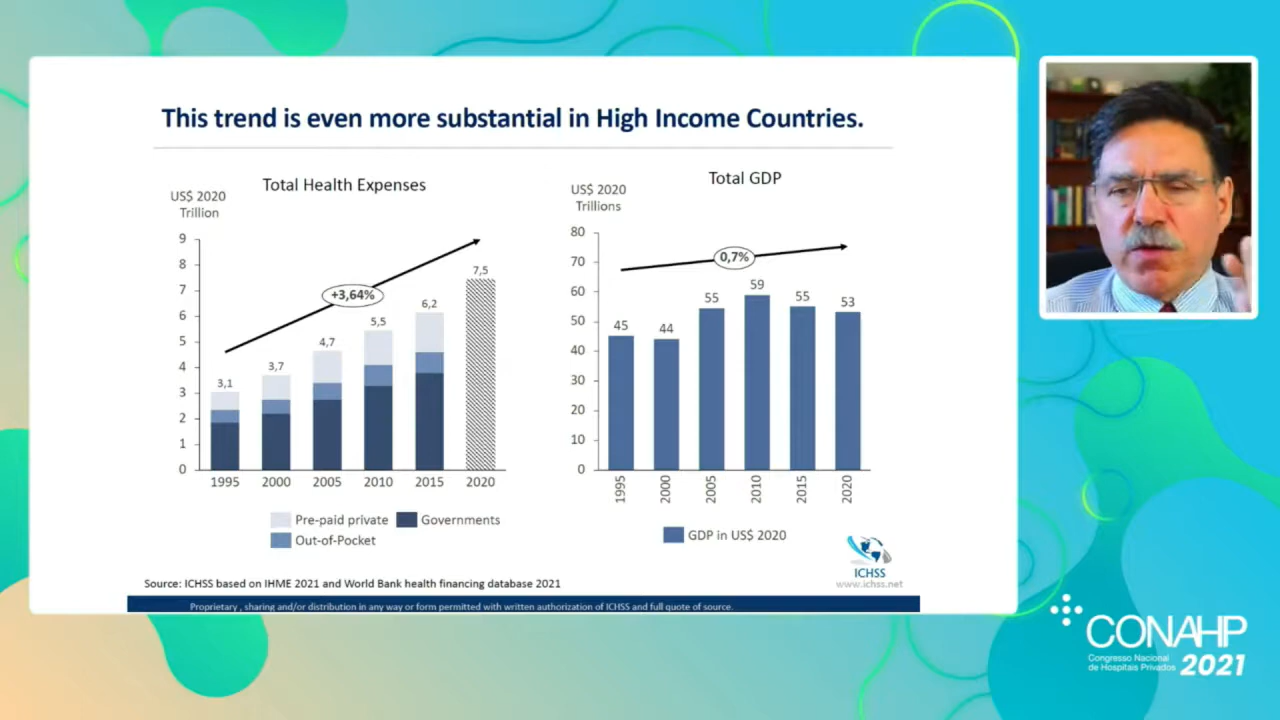 This trend is even more substantial in High Income Countries.
Total Health Expenses
US$ 2020
Trillion
9
8
7
6
5
4
3
2
1
0
+3,64%
3,1
3,7
4,7
5,5
6,2
7,5
1995
2000
2005
2010
2015
2020
Pre-paid private
Governments
Out-of-Pocket
Total GDP
US$ 2020
Trillions
80
70
60
50
40
30
20
10
0
0,7%
45
44
55
59
55
53
1995
2000
2005
2010
2015
2020
GDP in US$ 2020
ICHSS
www.ichss.net
Source: ICHSS based on IHME 2021 and World Bank health financing database 2021
Proprietary , sharing and/or distribution in any way or form permitted with written authorization of ICHSS and full quote of source.
CONAHP
Congresso Nacional
de Hospitais Privados
2021